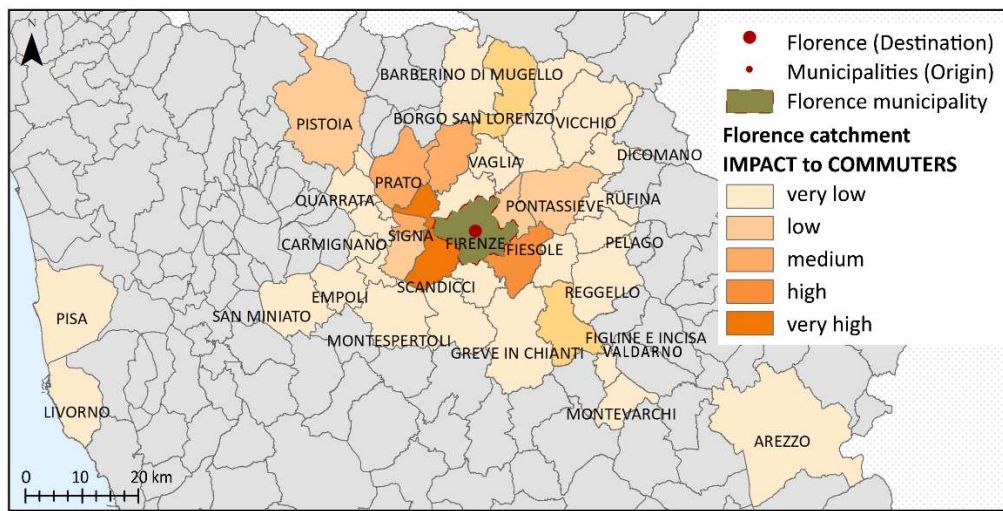 N
Florence (Destination)
Municipalities (Origin)
Florence municipality
Florence catchment
IMPACT to COMMUTERS
very low
low
medium
high
very high
BARBERINO DI MUGELLO
PISTOIA
BORGO SAN LORENZO
VICCHIO
VAGLIA
DICOMANO
PRATO
QUARRATA
PONTASSIEVE
RUFINA
SIGNA
CARMIGNANO
FIRENZE
FIESOLE
PELAGO
SCANDICCI
REGGELLO
EMPOLI
PISA
SAN MINIATO
MONTESPERTOLI
FIGLINE E INCISA
VALDARNO
GREVE IN CHIANTI
LIVORNO
MONTEVARCHI
AREZZO
0 10 20 km